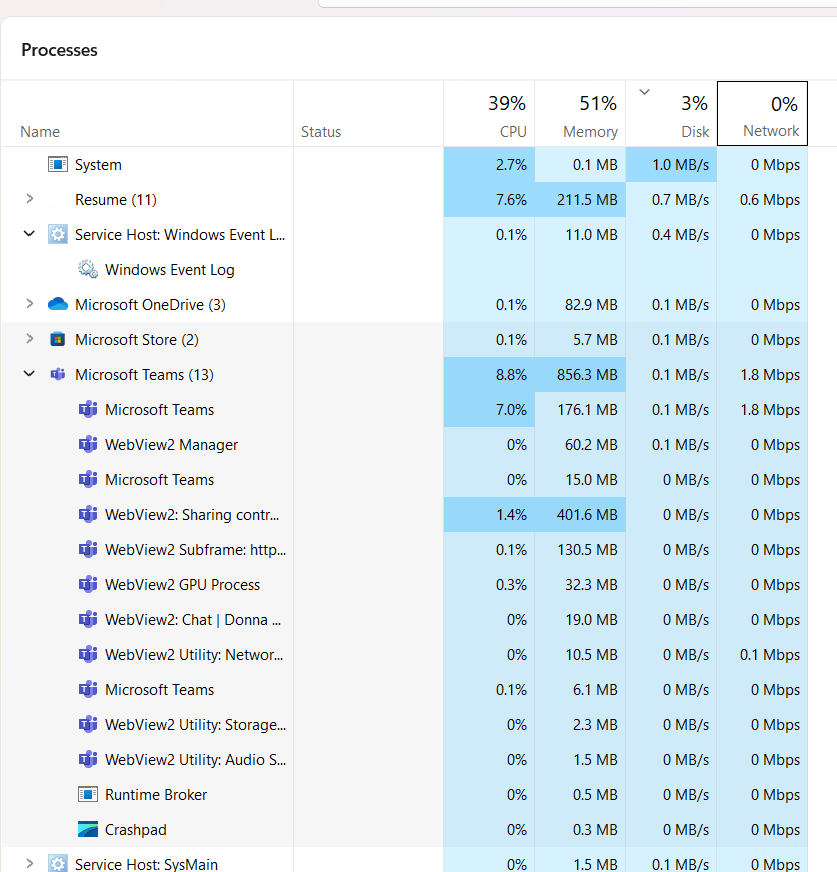 Processes
39% 51% 3% 0%
Name Status CPU Memory Disk Network
System 2.7% 0.1 MB 1.0 MB/s 0 Mbps
Resume (11) 7.6% 211.5 MB 0.7 MB/s 0.6 Mbps
Service Host: Windows Event L... 0.1% 11.0 MB 0.4 MB/s 0 Mbps
Windows Event Log
Microsoft OneDrive (3) 0.1% 82.9 MB 0.1 MB/s 0 Mbps
Microsoft Store (2) 0.1% 5.7 MB 0.1 MB/s 0 Mbps
Microsoft Teams (13) 8.8% 856.3 MB 0.1 MB/s 1.8 Mbps
Microsoft Teams 7.0% 176.1 MB 0.1 MB/s 1.8 Mbps
WebView2 Manager 0% 60.2 MB 0.1 MB/s 0 Mbps
Microsoft Teams 0% 15.0 MB 0 MB/s 0 Mbps
WebView2: Sharing contr... 1.4% 401.6 MB 0 MB/s 0 Mbps
WebView2 Subframe: http... 0.1% 130.5 MB 0 MB/s 0 Mbps
WebView2 GPU Process 0.3% 32.3 MB 0 MB/s 0 Mbps
WebView2: Chat | Donna ... 0% 19.0 MB 0 MB/s 0 Mbps
WebView2 Utility: Networ... 0% 10.5 MB 0 MB/s 0.1 Mbps
Microsoft Teams 0.1% 6.1 MB 0 MB/s 0 Mbps
WebView2 Utility: Storage... 0% 2.3 MB 0 MB/s 0 Mbps
WebView2 Utility: Audio S... 0% 1.5 MB 0 MB/s 0 Mbps
Runtime Broker 0% 0.5 MB 0 MB/s 0 Mbps
Crashpad 0% 0.3 MB 0 MB/s 0 Mbps
Service Host: SysMain 0% 1.5 MB 0.1 MB/s 0 Mbps